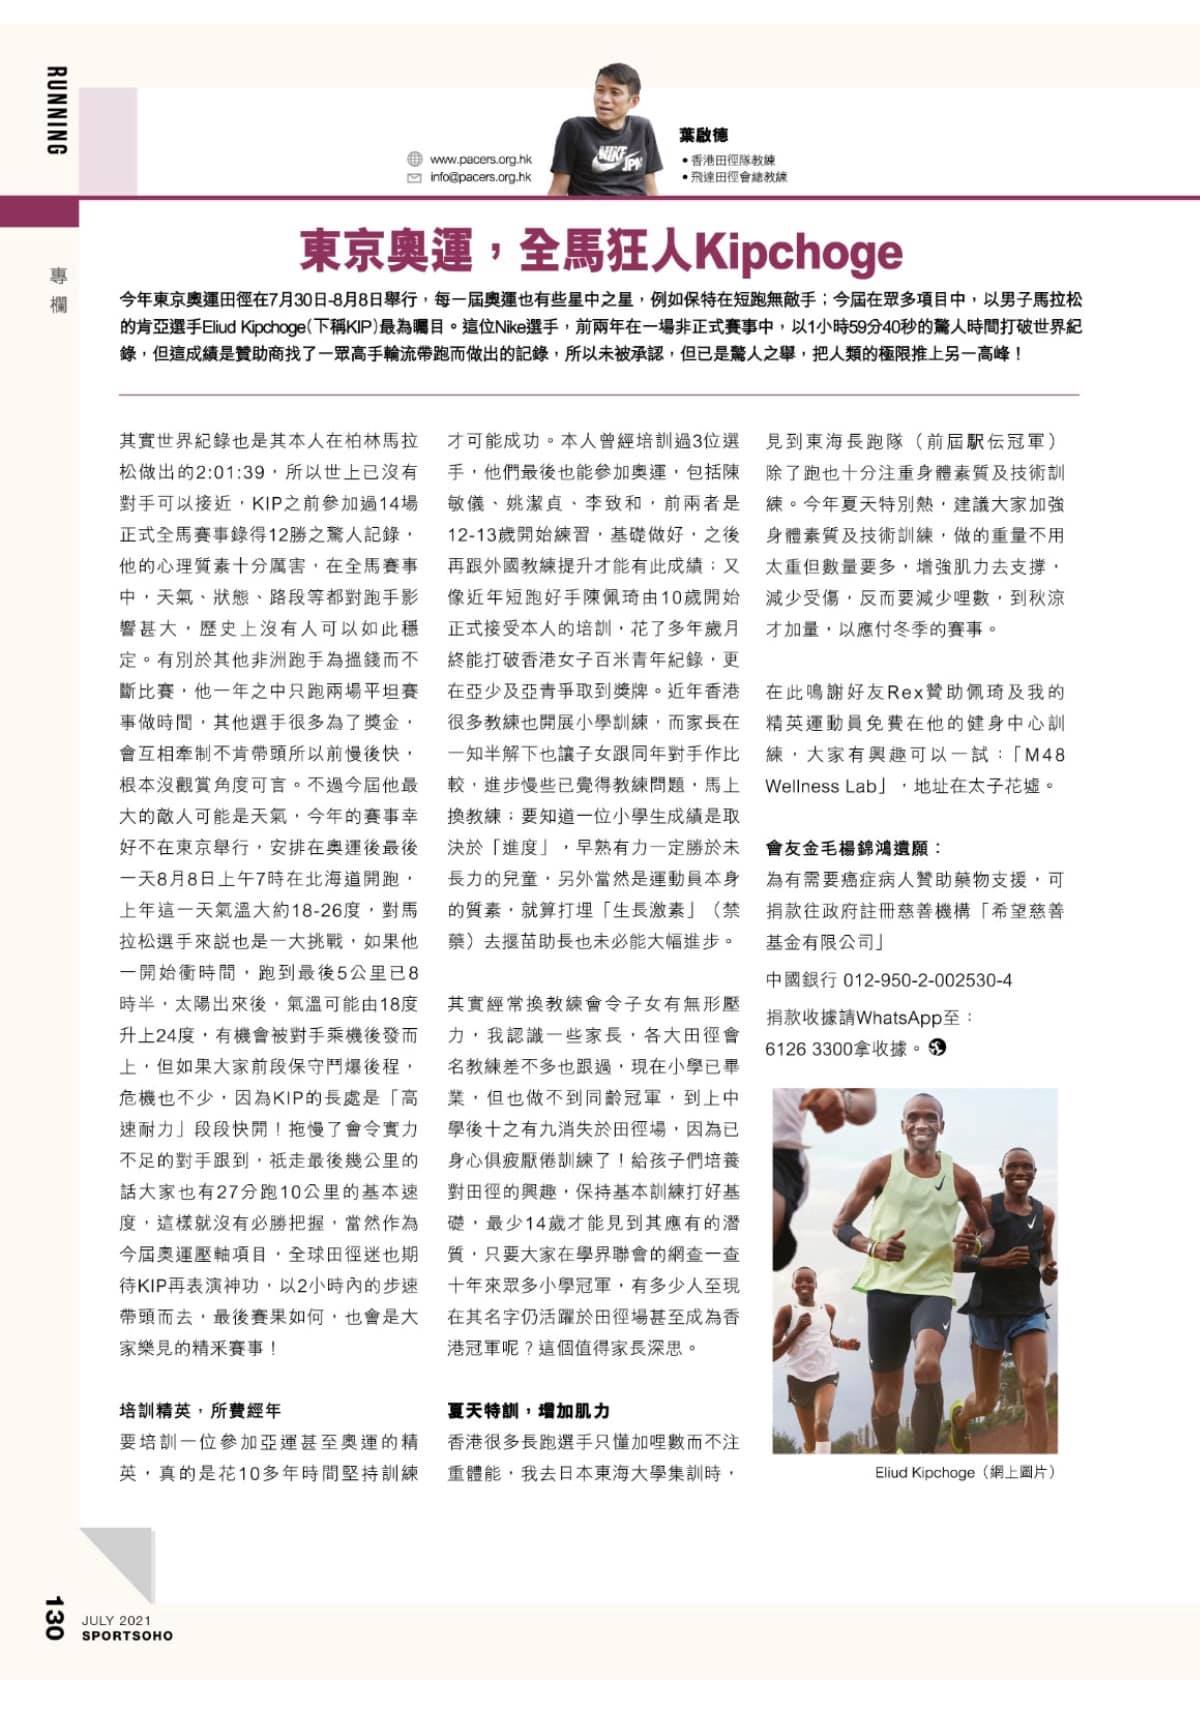 RUNNING
專欄
www.pacers.org.hk
info@pacers.org.hk
NIKE
JPN
葉啟德
• 香港田徑隊教練
• 飛達田徑會總教練
東京奧運，全馬狂人Kipchoge
今年東京奧運田徑在7月30日-8月8日舉行，每一屆奧運也有些星中之星，例如保特在短跑無敵手；今屆在眾多項目中，以男子馬拉松
的肯亞選手Eliud Kipchoge(下稱KIP)最為矚目。這位Nike選手，前兩年在一場非正式賽事中，以1小時59分40秒的驚人時間打破世界紀
錄，但這成績是贊助商找了一眾高手輪流帶跑而做出的記錄，所以未被承認，但已是驚人之舉，把人類的極限推上另一高峰！
其實世界紀錄也是其本人在柏林馬拉
松做出的2:01:39，所以世上已沒有
對手可以接近，KIP之前參加過14場
正式全馬賽事錄得12勝之驚人記錄，
他的心理質素十分厲害，在全馬賽事
中，天氣、狀態、路段等都對跑手影
響甚大，歷史上沒有人可以如此穩
定。有別於其他非洲跑手為搵錢而不
斷比賽，他一年之中只跑兩場平坦賽
事做時間，其他選手很多為了獎金，
會互相牽制不肯帶頭所以前慢後快，
根本沒觀賞角度可言。不過今屆他最
大的敵人可能是天氣，今年的賽事幸
好不在東京舉行，安排在奧運後最後
一天8月8日上午7時在北海道開跑，
上年這一天氣溫大約18-26度，對馬
拉松選手來說也是一大挑戰，如果他
一開始衝時間，跑到最後5公里已8
時半，太陽出來後，氣溫可能由18度
升上24度，有機會被對手乘機後發而
上，但如果大家前段保守鬥爆後程，
危機也不少，因為KIP的長處是「高
速耐力」段段快開！拖慢了會令實力
不足的對手跟到，祇走最後幾公里的
話大家也有27分跑10公里的基本速
度，這樣就沒有必勝把握，當然作為
今屆奧運壓軸項目，全球田徑迷也期
待KIP再表演神功，以2小時內的步速
帶頭而去，最後賽果如何，也會是大
家樂見的精釆賽事！
培訓精英，所費經年
要培訓一位參加亞運甚至奧運的精
英，真的是花10多年時間堅持訓練
才可能成功。本人曾經培訓過3位選
手，他們最後也能參加奧運，包括陳
敏儀、姚潔貞、李致和，前兩者是
12-13歲開始練習，基礎做好，之後
再跟外國教練提升才能有此成績；又
像近年短跑好手陳佩琦由10歲開始
正式接受本人的培訓，花了多年歲月
終能打破香港女子百米青年紀錄，更
在亞少及亞青爭取到獎牌。近年香港
很多教練也開展小學訓練，而家長在
一知半解下也讓子女跟同年對手作比
較，進步慢些已覺得教練問題，馬上
換教練；要知道一位小學生成績是取
決於「進度」，早熟有力一定勝於未
長力的兒童，另外當然是運動員本身
的質素，就算打埋「生長激素」（禁
藥）去揠苗助長也未必能大幅進步。
其實經常換教練會令子女有無形壓
力，我認識一些家長，各大田徑會
名教練差不多也跟過，現在小學已畢
業，但也做不到同齡冠軍，到上中
學後十之有九消失於田徑場，因為已
身心俱疲厭倦訓練了！給孩子們培養
對田徑的興趣，保持基本訓練打好基
礎，最少14歲才能見到其應有的潛
質，只要大家在學界聯會的網查一查
十年來眾多小學冠軍，有多少人至現
在其名字仍活躍於田徑場甚至成為香
港冠軍呢？這個值得家長深思。
夏天特訓，增加肌力
香港很多長跑選手只懂加哩數而不注
重體能，我去日本東海大學集訓時，
見到東海長跑隊（前屆駅伝冠軍）
除了跑也十分注重身體素質及技術訓
練。今年夏天特別熱，建議大家加強
身體素質及技術訓練，做的重量不用
太重但數量要多，增強肌力去支撐，
減少受傷，反而要減少哩數，到秋涼
才加量，以應付冬季的賽事。
在此鳴謝好友Rex贊助佩琦及我的
精英運動員免費在他的健身中心訓
練，大家有興趣可以一試：「M48
Wellness Lab」，地址在太子花墟。
會友金毛楊錦鴻遺願：
為有需要癌症病人贊助藥物支援，可
捐款往政府註冊慈善機構「希望慈善
基金有限公司」
中國銀行 012-950-2-002530-4
捐款收據請WhatsApp至：
6126 3300拿收據。
Eliud Kipchoge（網上圖片）
130
JULY 2021
SPORTSOHO